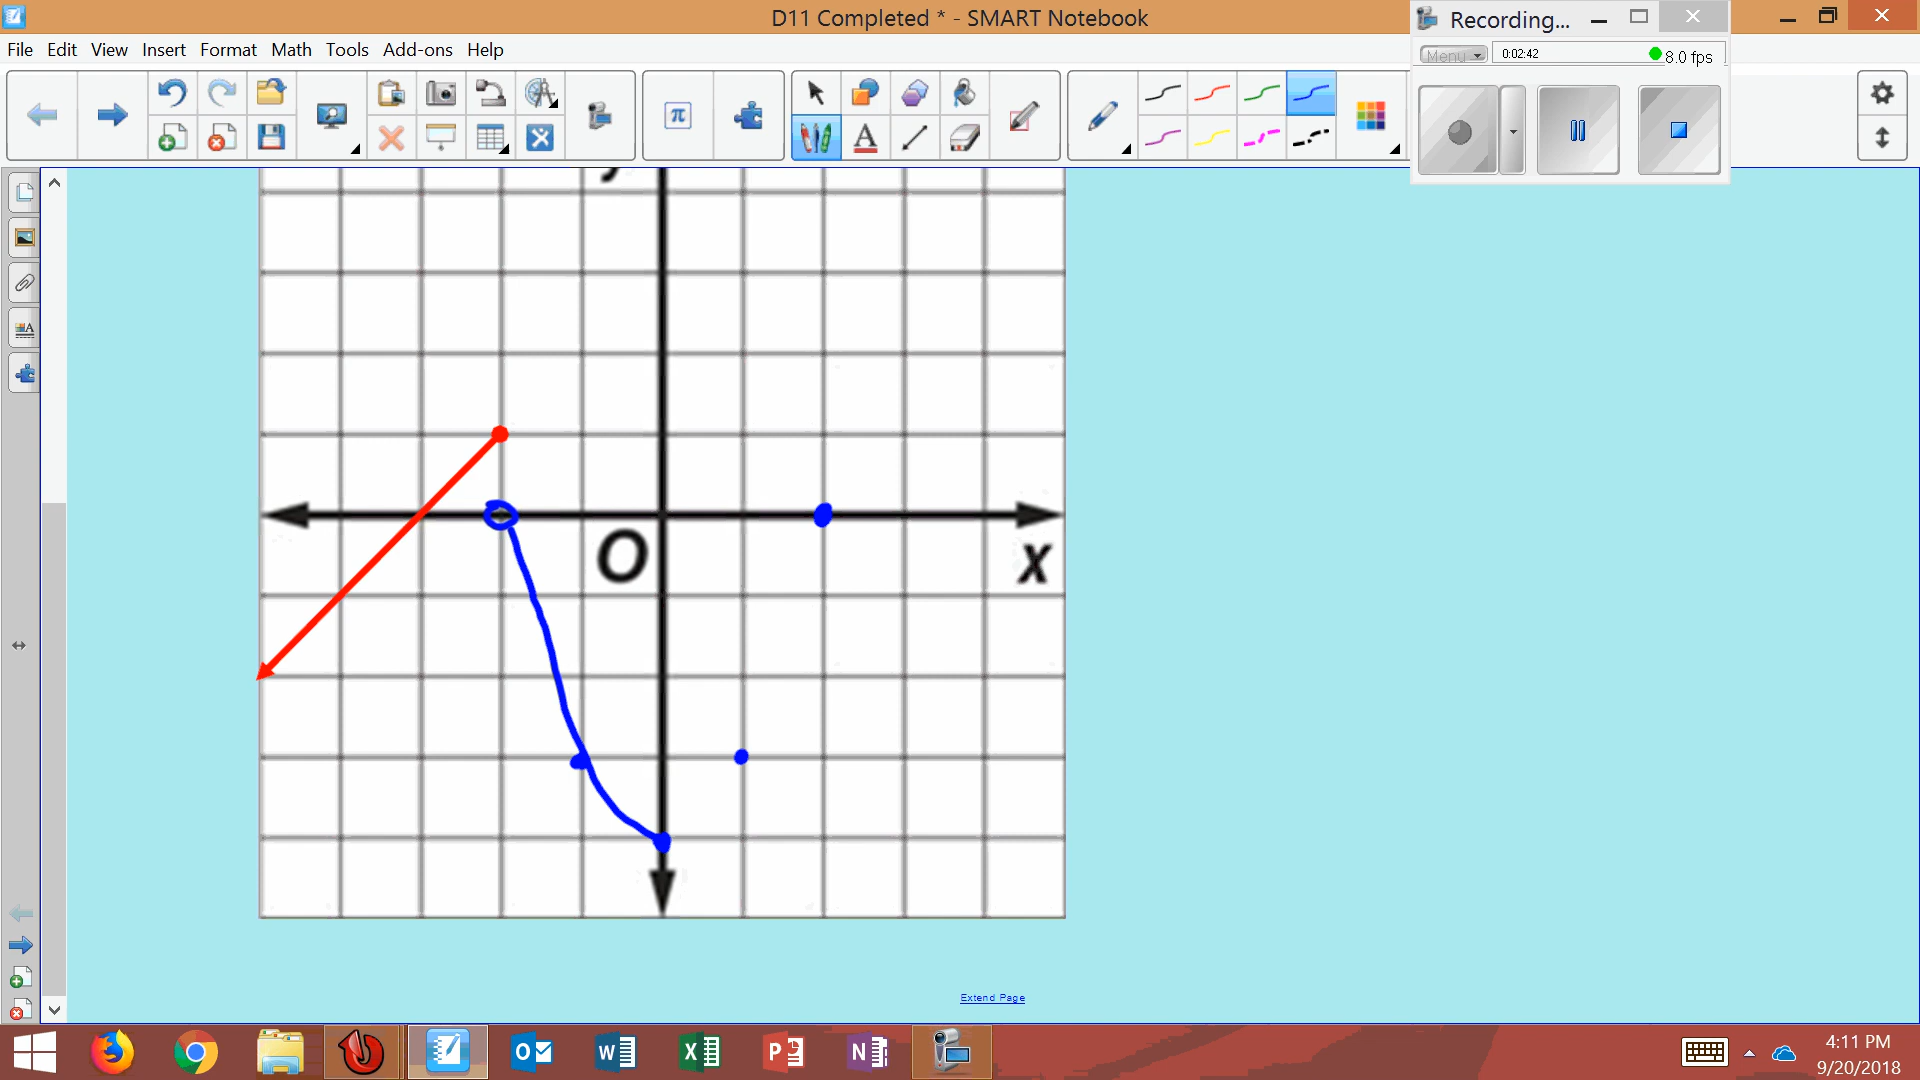 D11 Completed * - SMART Notebook
Recording...
File Edit View Insert Format Math Tools Add-ons Help
Menu 0:02:42 8.0 fps
π
A
y
O
x
Extend Page
4:11 PM
9/20/2018